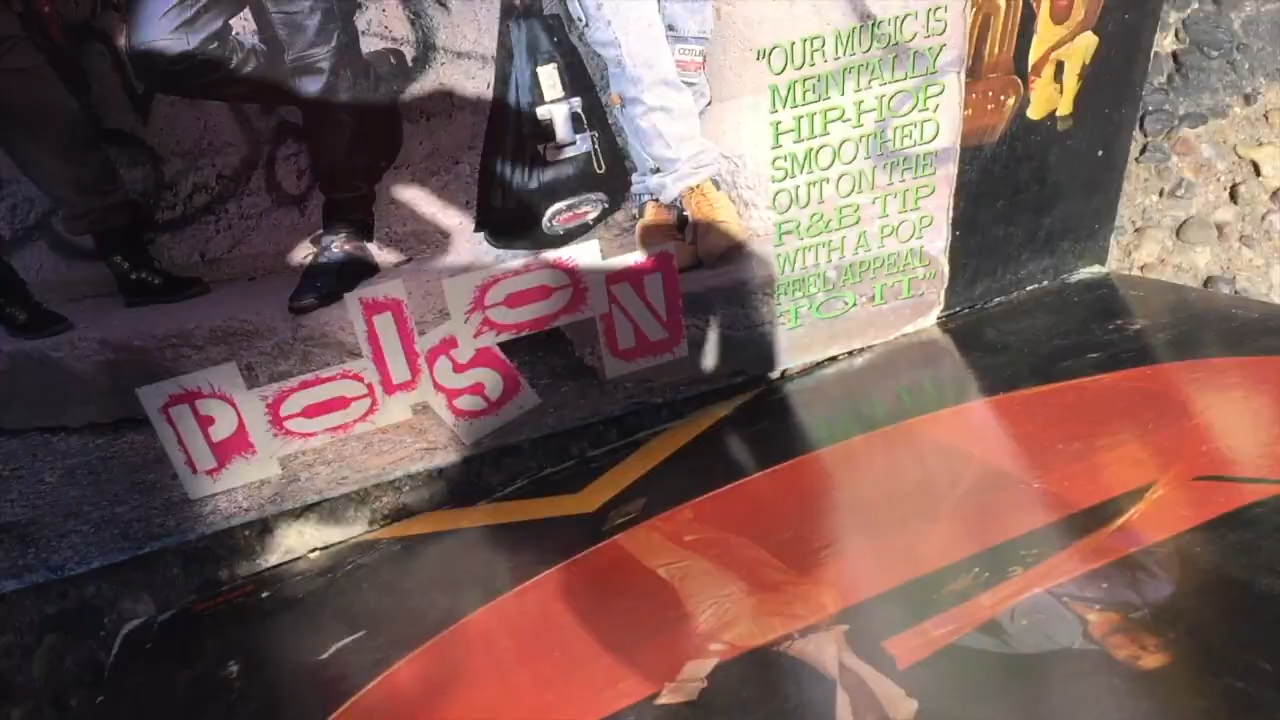 "OUR MUSIC IS
MENTALLY
HIP-HOP,
SMOOTHED
OUT ON THE
R&B TIP
WITH A POP
FEEL APPEAL
TO IT."
POISON